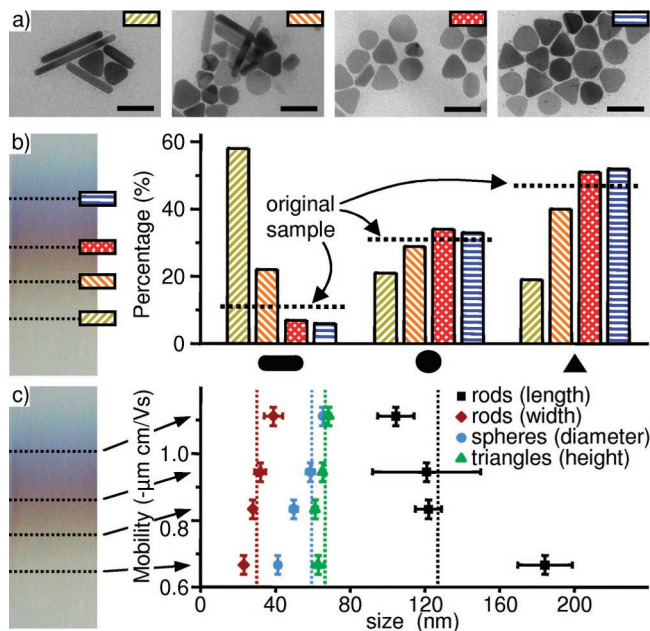 a)
b)
Percentage (%)
60
40
20
0
original
sample
c)
Mobility (-µm cm/Vs)
1.0
0.8
0.6
rods (length)
rods (width)
spheres (diameter)
triangles (height)
0 40 80 120 160 200
size (nm)